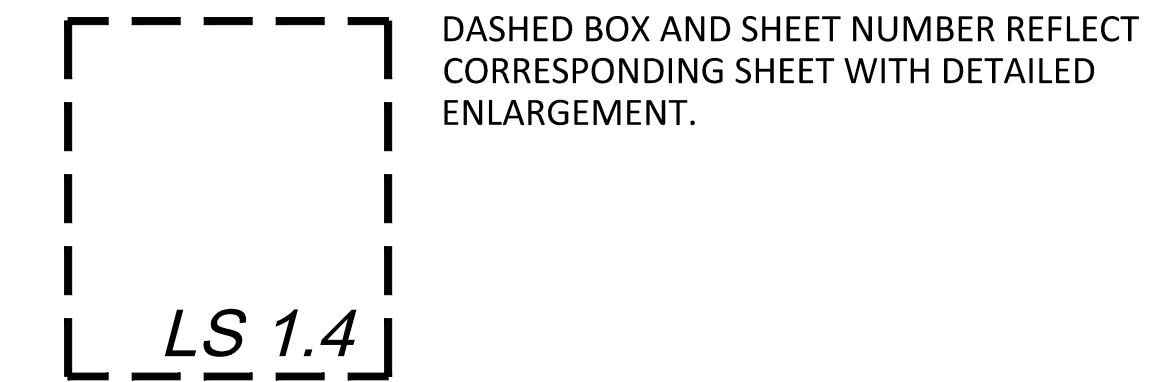 DASHED BOX AND SHEET NUMBER REFLECT
CORRESPONDING SHEET WITH DETAILED
ENLARGEMENT.
LS 1.4